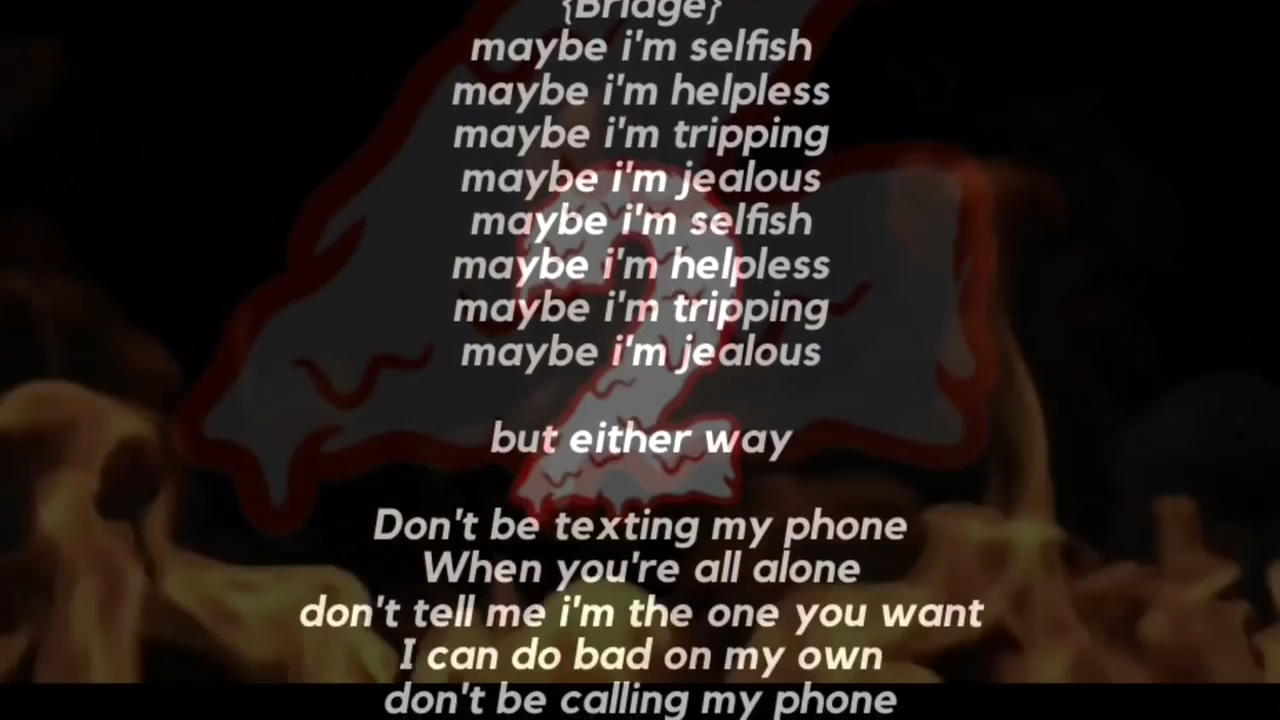 {Bridge}
maybe i'm selfish
maybe i'm helpless
maybe i'm tripping
maybe i'm jealous
maybe i'm selfish
maybe i'm helpless
maybe i'm tripping
maybe i'm jealous
but either way
Don't be texting my phone
When you're all alone
don't tell me i'm the one you want
I can do bad on my own
don't be calling my phone
2